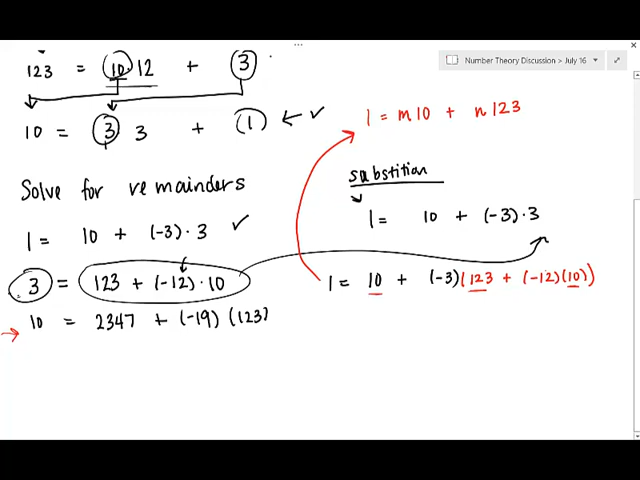 Number Theory Discussion > July 16
123 = 10 · 12 + 3
10 = 3 3 + 1 ← ✓
Solve for remainders
1 = 10 + (-3) · 3 ✓
3 = 123 + (-12) · 10
→ 10 = 2347 + (-19) (123)
1 = m10 + n123
substition
1 = 10 + (-3) · 3
1 = 10 + (-3)(123 + (-12)(10))